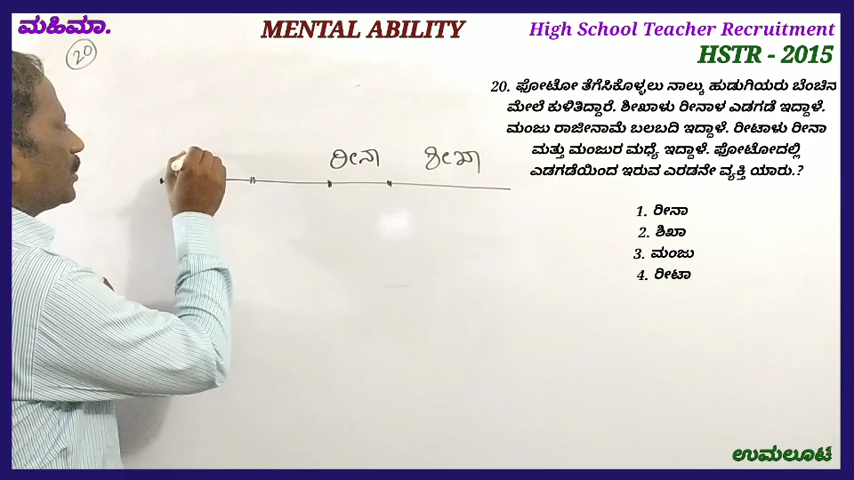 ಮಹಿಮಾ.
MENTAL ABILITY
High School Teacher Recruitment
HSTR - 2015
20
20. ಫೋಟೋ ತೆಗೆಸಿಕೊಳ್ಳಲು ನಾಲ್ಕು ಹುಡುಗಿಯರು ಬೆಂಚಿನ
ಮೇಲೆ ಕುಳಿತಿದ್ದಾರೆ. ಶೀಖಾಳು ರೀನಾಳ ಎಡಗಡೆ ಇದ್ದಾಳೆ.
ಮಂಜು ರಾಜೀನಾಮೆ ಬಲಬದಿ ಇದ್ದಾಳೆ. ರೀಟಾಳು ರೀನಾ
ಮತ್ತು ಮಂಜುರ ಮಧ್ಯೆ ಇದ್ದಾಳೆ. ಫೋಟೋದಲ್ಲಿ
ಎಡಗಡೆಯಿಂದ ಇರುವ ಎರಡನೇ ವ್ಯಕ್ತಿ ಯಾರು.?
1. ರೀನಾ
2. ಶಿಖಾ
3. ಮಂಜು
4. ರೀಟಾ
ರೀನಾ ಶೀಖಾ
ಉಮಲೂಟಿ